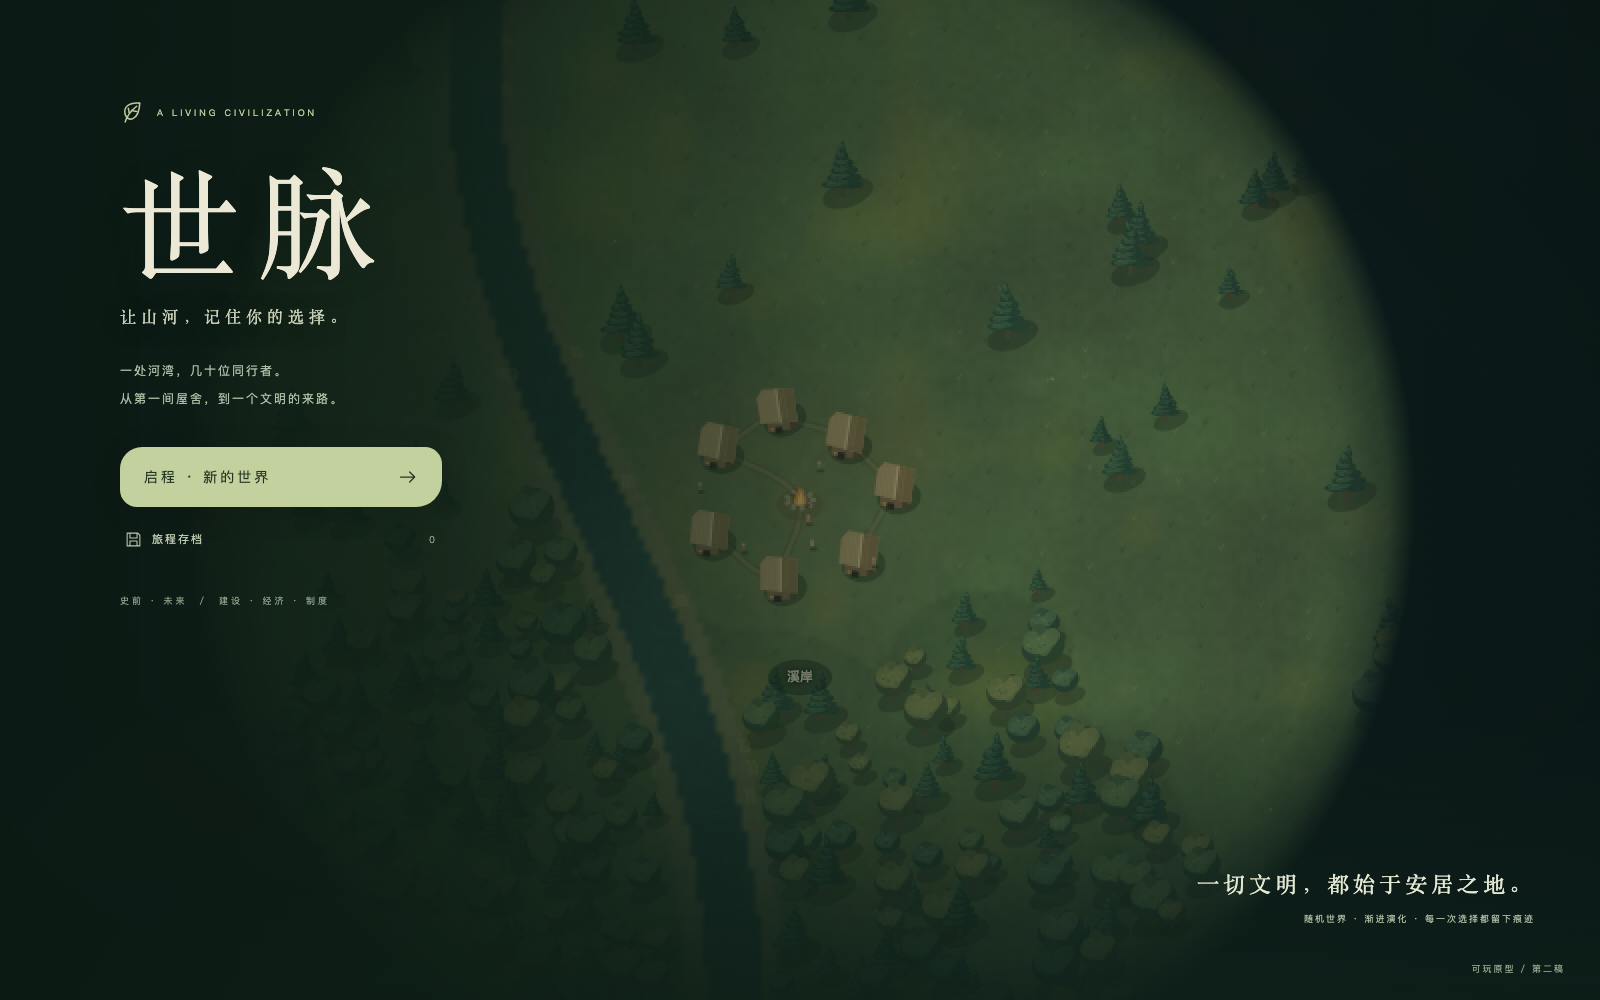 A LIVING CIVILIZATION
世脉
让山河，记住你的选择。
一处河湾，几十位同行者。
从第一间屋舍，到一个文明的来路。
启程 · 新的世界 →
旅程存档 0
史前 · 未来 / 建设 · 经济 · 制度
溪岸
一切文明，都始于安居之地。
随机世界 · 渐进演化 · 每一次选择都留下痕迹
可玩原型 / 第二稿